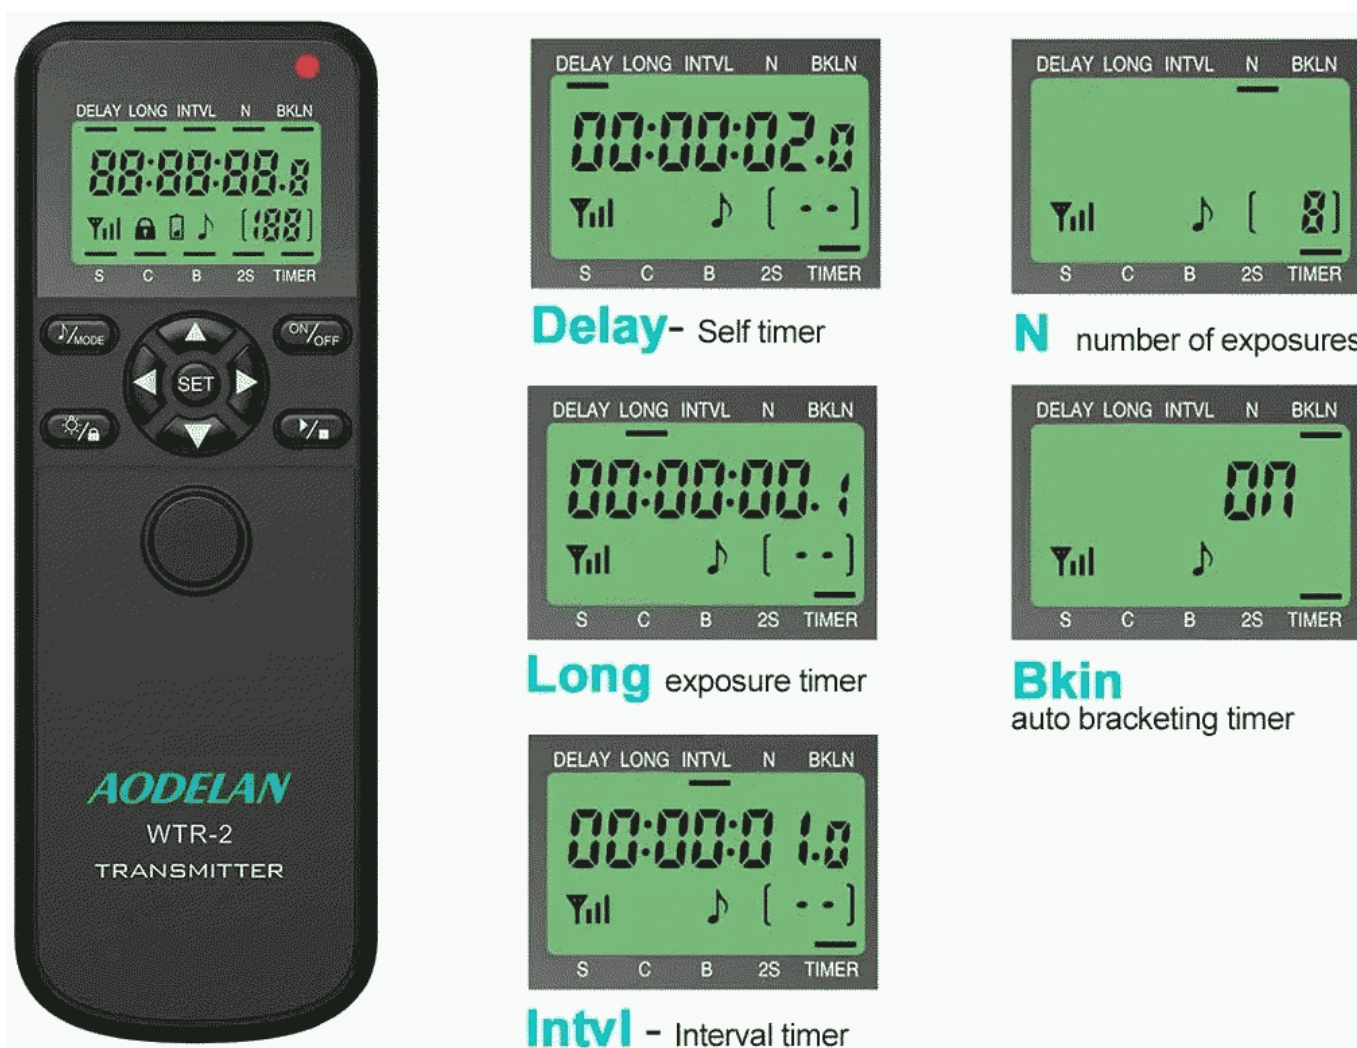 DELAY LONG INTVL N BKLN
88:88:88.8
[188]
S C B 2S TIMER
♪/MODE
ON/OFF
SET
AODELAN
WTR-2
TRANSMITTER
DELAY LONG INTVL N BKLN
00:00:02.0
[--]
S C B 2S TIMER
Delay- Self timer
DELAY LONG INTVL N BKLN
00:00:00.1
[--]
S C B 2S TIMER
Long exposure timer
DELAY LONG INTVL N BKLN
00:00:01.0
[--]
S C B 2S TIMER
Intvl - Interval timer
DELAY LONG INTVL N BKLN
[ 8]
S C B 2S TIMER
N number of exposures
DELAY LONG INTVL N BKLN
on
S C B 2S TIMER
Bkin
auto bracketing timer